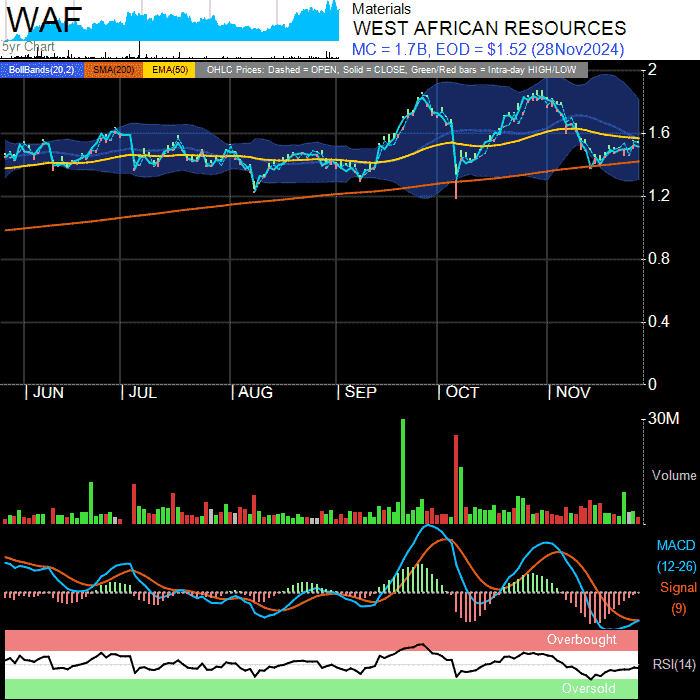 WAF
5yr Chart
Materials
WEST AFRICAN RESOURCES
MC = 1.7B, EOD = $1.52 (28Nov2024)
BollBands(20,2) SMA(200) EMA(50) OHLC Prices: Dashed = OPEN, Solid = CLOSE, Green/Red bars = Intra-day HIGH/LOW
2
1.6
1.2
0.8
0.4
0
JUN JUL AUG SEP OCT NOV
30M
Volume
MACD
(12-26)
Signal
(9)
Overbought
RSI(14)
Oversold